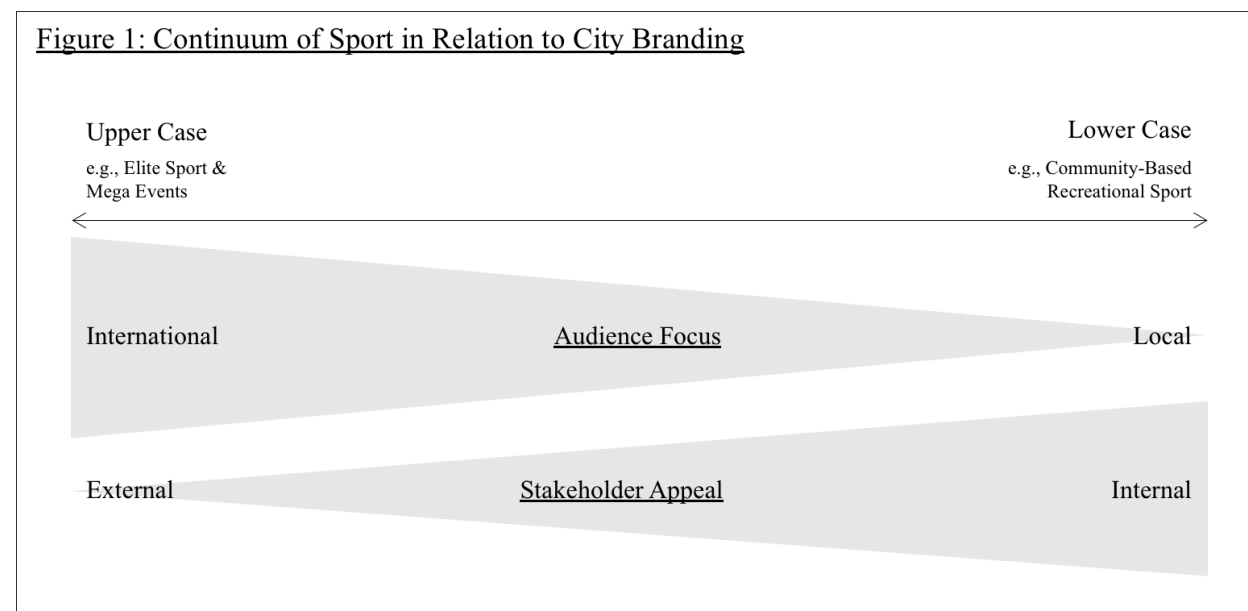 Figure 1: Continuum of Sport in Relation to City Branding
Upper Case
e.g., Elite Sport &
Mega Events
Lower Case
e.g., Community-Based
Recreational Sport
International
Audience Focus
Local
External
Stakeholder Appeal
Internal